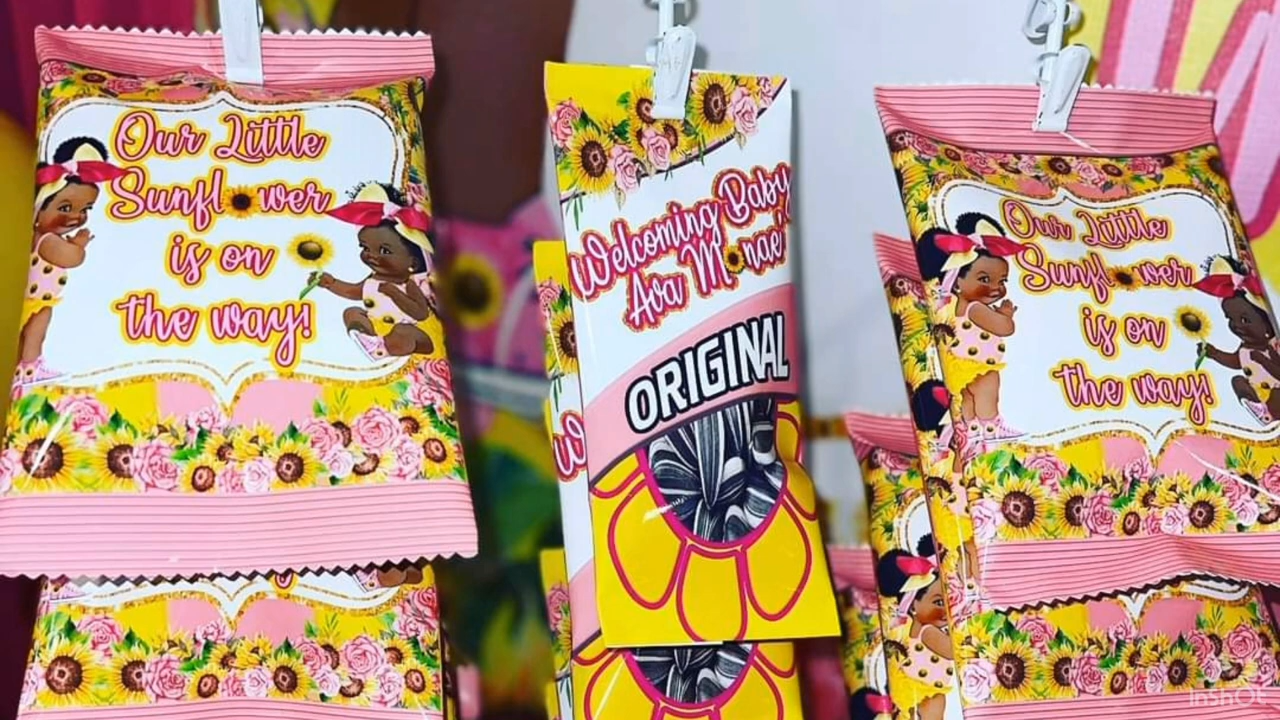 Our Little
Sunflower
is on
the way!
Welcoming Baby
Ava Monae'
ORIGINAL
Our Little
Sunflower
is on
the way!
InShOt